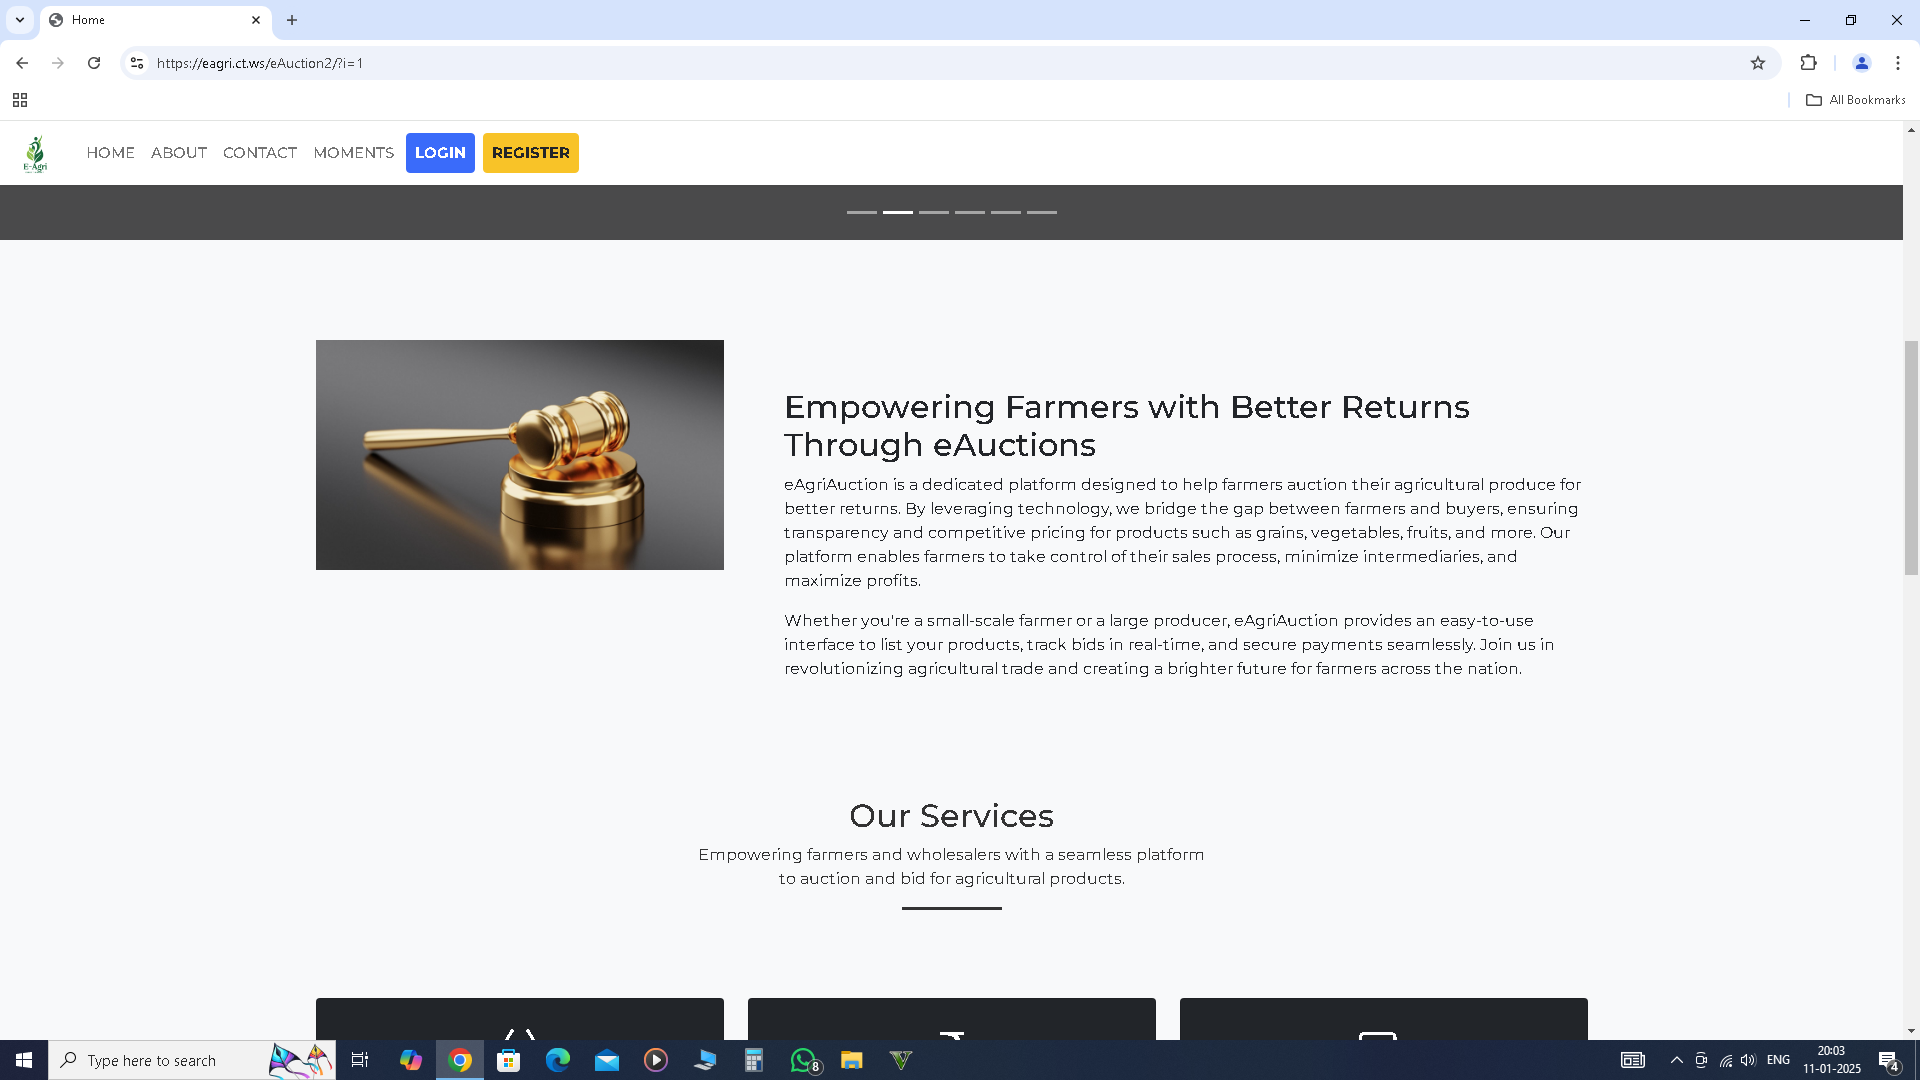 Home
https://eagri.ct.ws/eAuction2/?i=1
All Bookmarks
E-Agri
HOME ABOUT CONTACT MOMENTS LOGIN REGISTER
Empowering Farmers with Better Returns
Through eAuctions
eAgriAuction is a dedicated platform designed to help farmers auction their agricultural produce for
better returns. By leveraging technology, we bridge the gap between farmers and buyers, ensuring
transparency and competitive pricing for products such as grains, vegetables, fruits, and more. Our
platform enables farmers to take control of their sales process, minimize intermediaries, and
maximize profits.
Whether you're a small-scale farmer or a large producer, eAgriAuction provides an easy-to-use
interface to list your products, track bids in real-time, and secure payments seamlessly. Join us in
revolutionizing agricultural trade and creating a brighter future for farmers across the nation.
Our Services
Empowering farmers and wholesalers with a seamless platform
to auction and bid for agricultural products.
Type here to search
8
ENG
20:03
11-01-2025
4